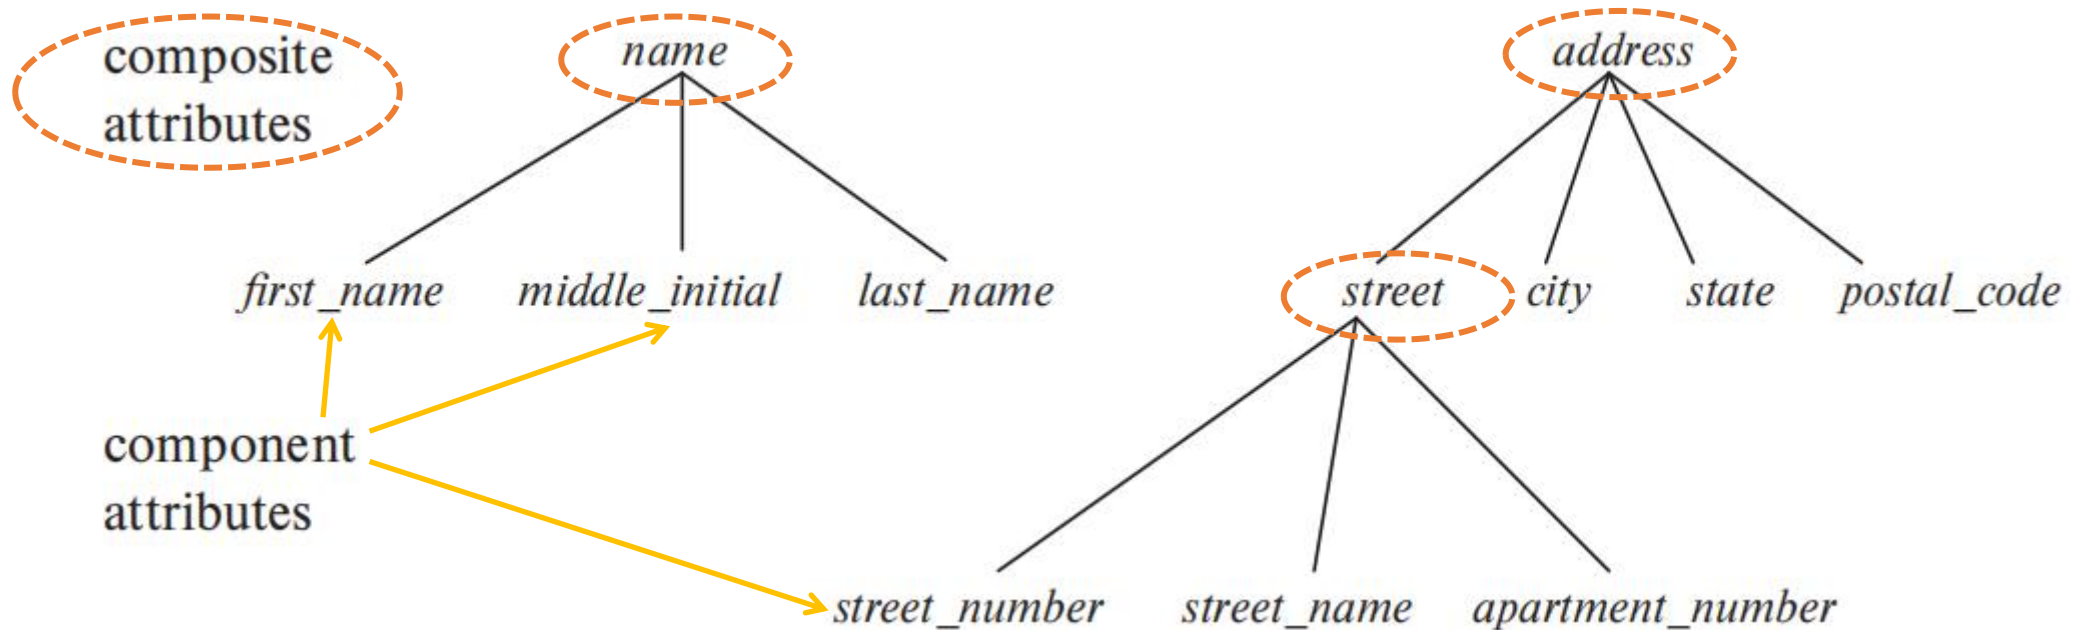 composite
attributes
name
address
first_name
middle_initial
last_name
street
city
state
postal_code
component
attributes
street_number
street_name
apartment_number